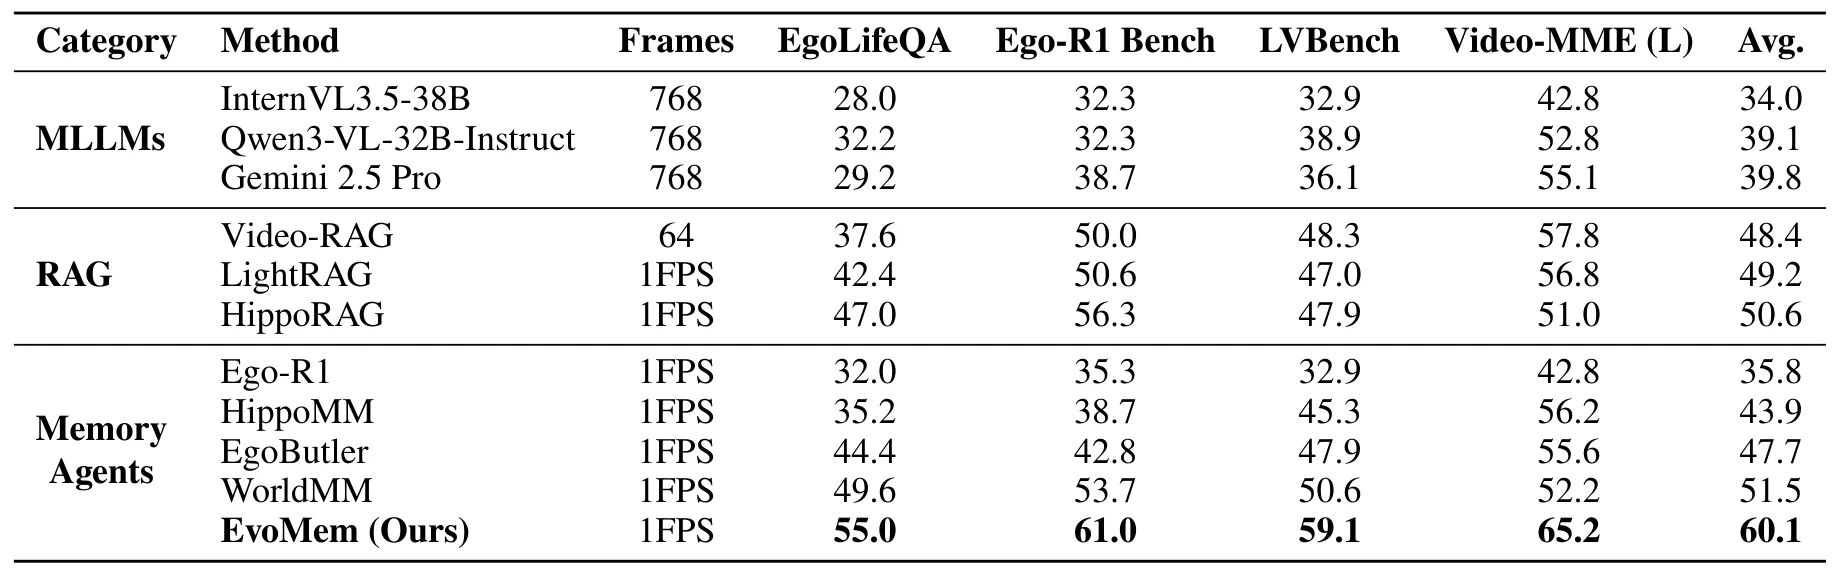 Category Method Frames EgoLifeQA Ego-R1 Bench LVBench Video-MME (L) Avg.
MLLMs
InternVL3.5-38B 768 28.0 32.3 32.9 42.8 34.0
Qwen3-VL-32B-Instruct 768 32.2 32.3 38.9 52.8 39.1
Gemini 2.5 Pro 768 29.2 38.7 36.1 55.1 39.8
RAG
Video-RAG 64 37.6 50.0 48.3 57.8 48.4
LightRAG 1FPS 42.4 50.6 47.0 56.8 49.2
HippoRAG 1FPS 47.0 56.3 47.9 51.0 50.6
Memory
Agents
Ego-R1 1FPS 32.0 35.3 32.9 42.8 35.8
HippoMM 1FPS 35.2 38.7 45.3 56.2 43.9
EgoButler 1FPS 44.4 42.8 47.9 55.6 47.7
WorldMM 1FPS 49.6 53.7 50.6 52.2 51.5
EvoMem (Ours) 1FPS 55.0 61.0 59.1 65.2 60.1